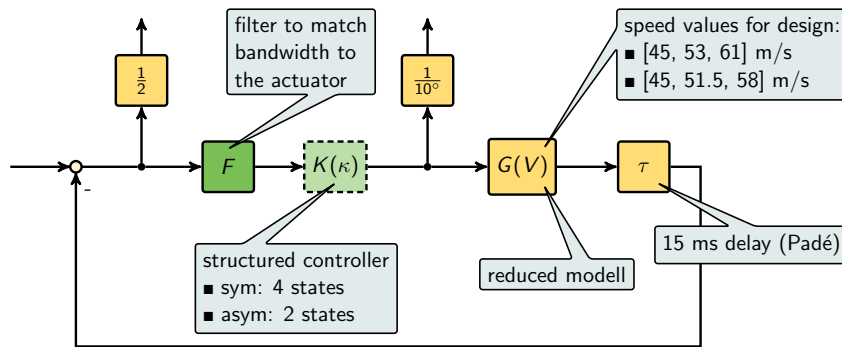 filter to match
bandwidth to
the actuator
speed values for design:
■ [45, 53, 61] m/s
■ [45, 51.5, 58] m/s
1/2
1/10°
F
K(κ)
G(V)
τ
-
structured controller
■ sym: 4 states
■ asym: 2 states
reduced modell
15 ms delay (Padé)